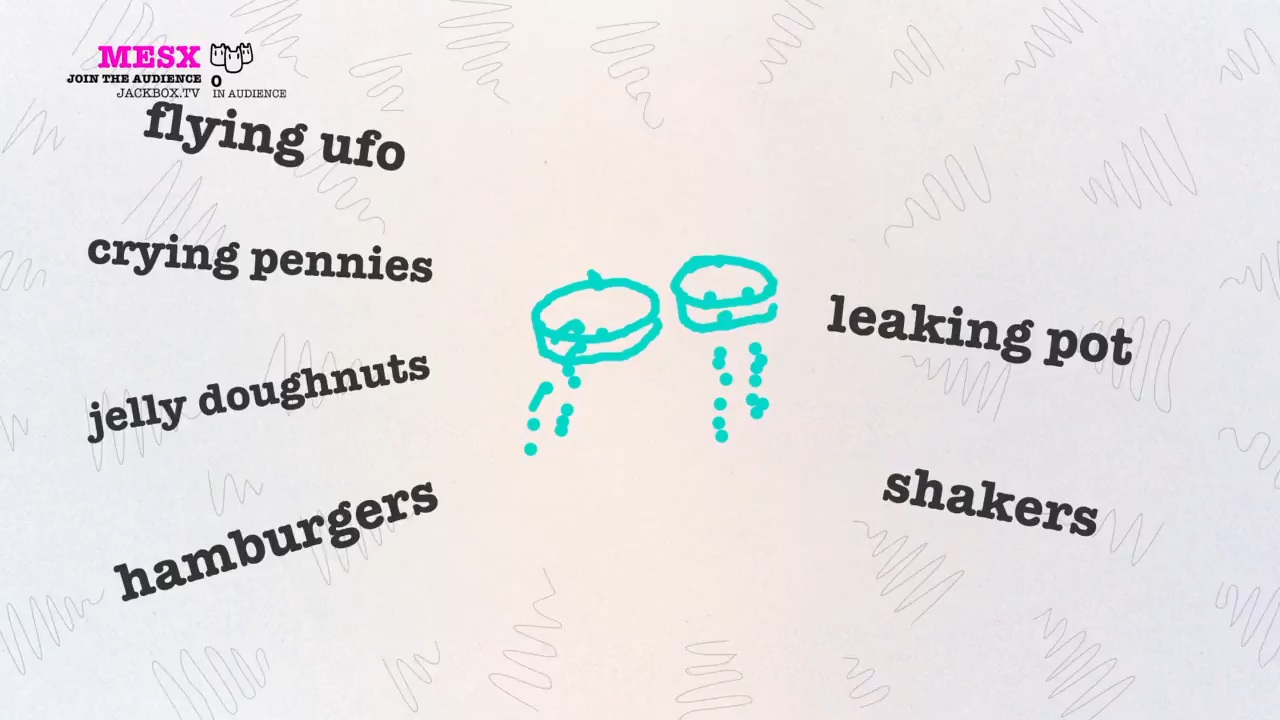 MESX
JOIN THE AUDIENCE 0
JACKBOX.TV IN AUDIENCE
flying ufo
crying pennies
jelly doughnuts
hamburgers
leaking pot
shakers